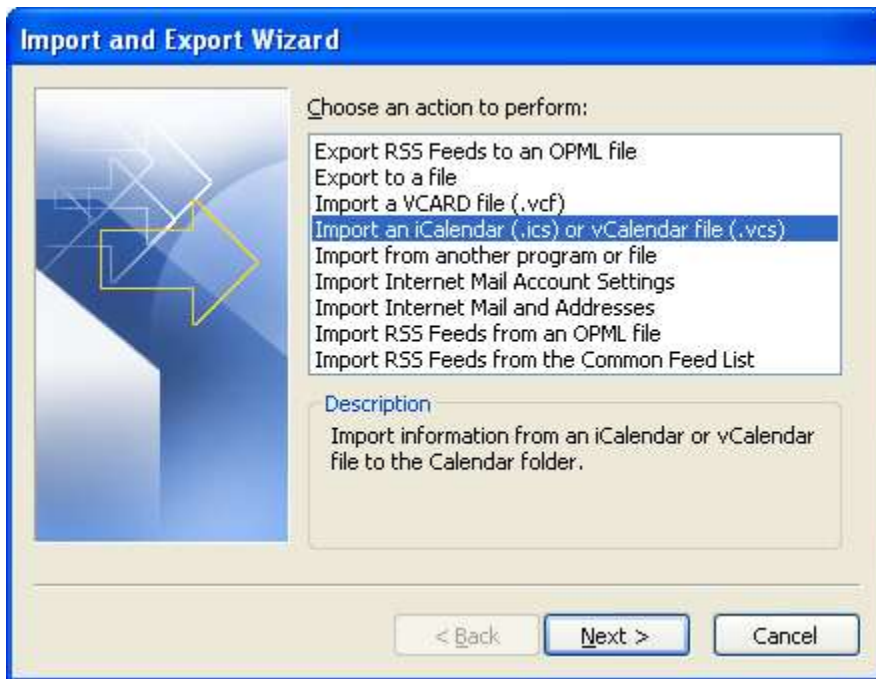 Import and Export Wizard
Choose an action to perform:
Export RSS Feeds to an OPML file
Export to a file
Import a VCARD file (.vcf)
Import an iCalendar (.ics) or vCalendar file (.vcs)
Import from another program or file
Import Internet Mail Account Settings
Import Internet Mail and Addresses
Import RSS Feeds from an OPML file
Import RSS Feeds from the Common Feed List
Description
Import information from an iCalendar or vCalendar
file to the Calendar folder.
< Back Next > Cancel